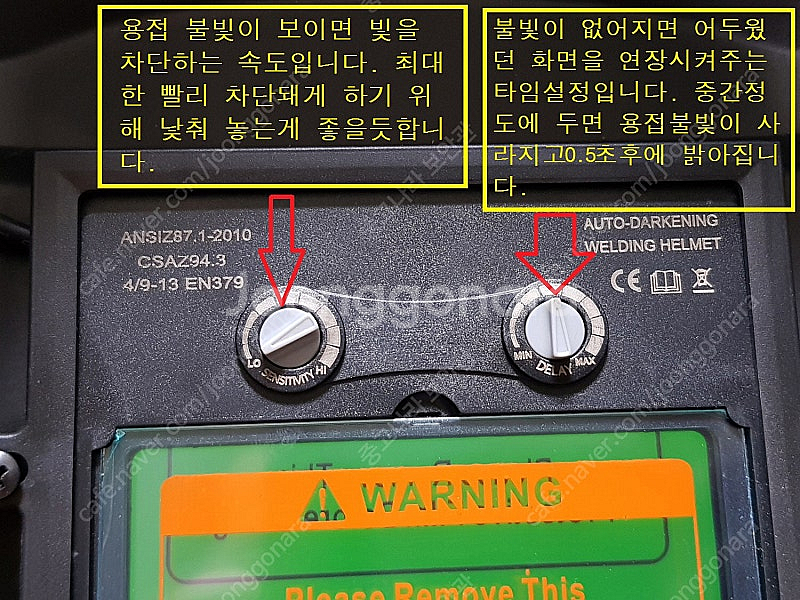 용접 불빛이 보이면 빛을
차단하는 속도입니다. 최대
한 빨리 차단돼게 하기 위
해 낮춰 놓는게 좋을듯합니
다.
불빛이 없어지면 어두웠
던 화면을 연장시켜주는
타임설정입니다. 중간정
도에 두면 용접불빛이 사
라지고0.5초후에 밝아집니
다.
ANSIZ87.1-2010
CSAZ94.3
4/9-13 EN379
AUTO-DARKENING
WELDING HELMET
CE
LO SENSITIVITY HI
MIN DELAY MAX
Joonggonara
WARNING
Please Remove This
cafe.naver.com/joonggonara